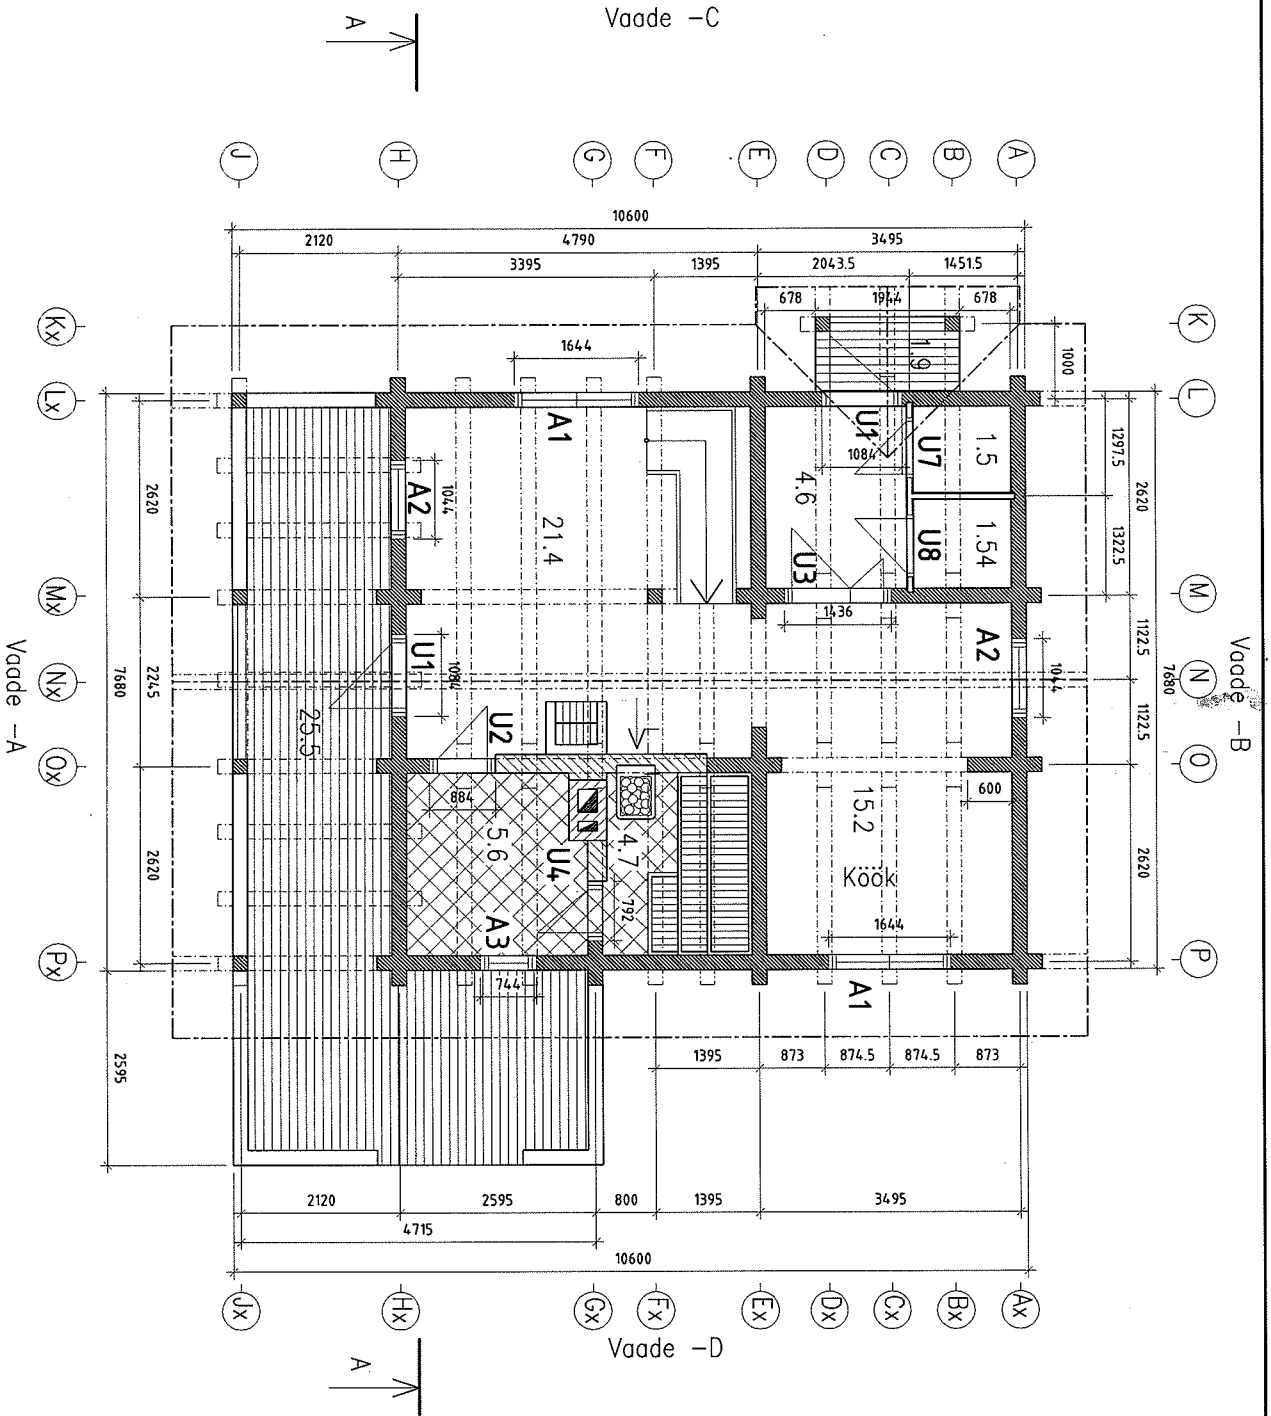 Vaade -C
A
J
H
G
F
E
D
C
B
A
10600
2120
4790
3495
3395
1395
2043.5
1451.5
678
1944
678
Kx
K
1644
1.9
1000
Lx
L
A1
U1
U7
1.5
1297.5
1084
4.6
2620
A2
1044
2620
21.4
U8
1.54
1322.5
U3
Mx
M
1436
A2
1122.5
Vaade -B
U1
1084
1044
7680
2245
Nx
N
7680
Vaade -A
25.5
U2
1122.5
Ox
O
884
600
5.6
4.7
15.2
2620
U4
Köök
2620
792
A3
1644
Px
P
744
A1
2595
1395
873
874.5
874.5
873
2120
2595
800
1395
3495
4715
10600
Jx
Hx
Gx
Fx
Ex
Dx
Cx
Bx
Ax
Vaade -D
A